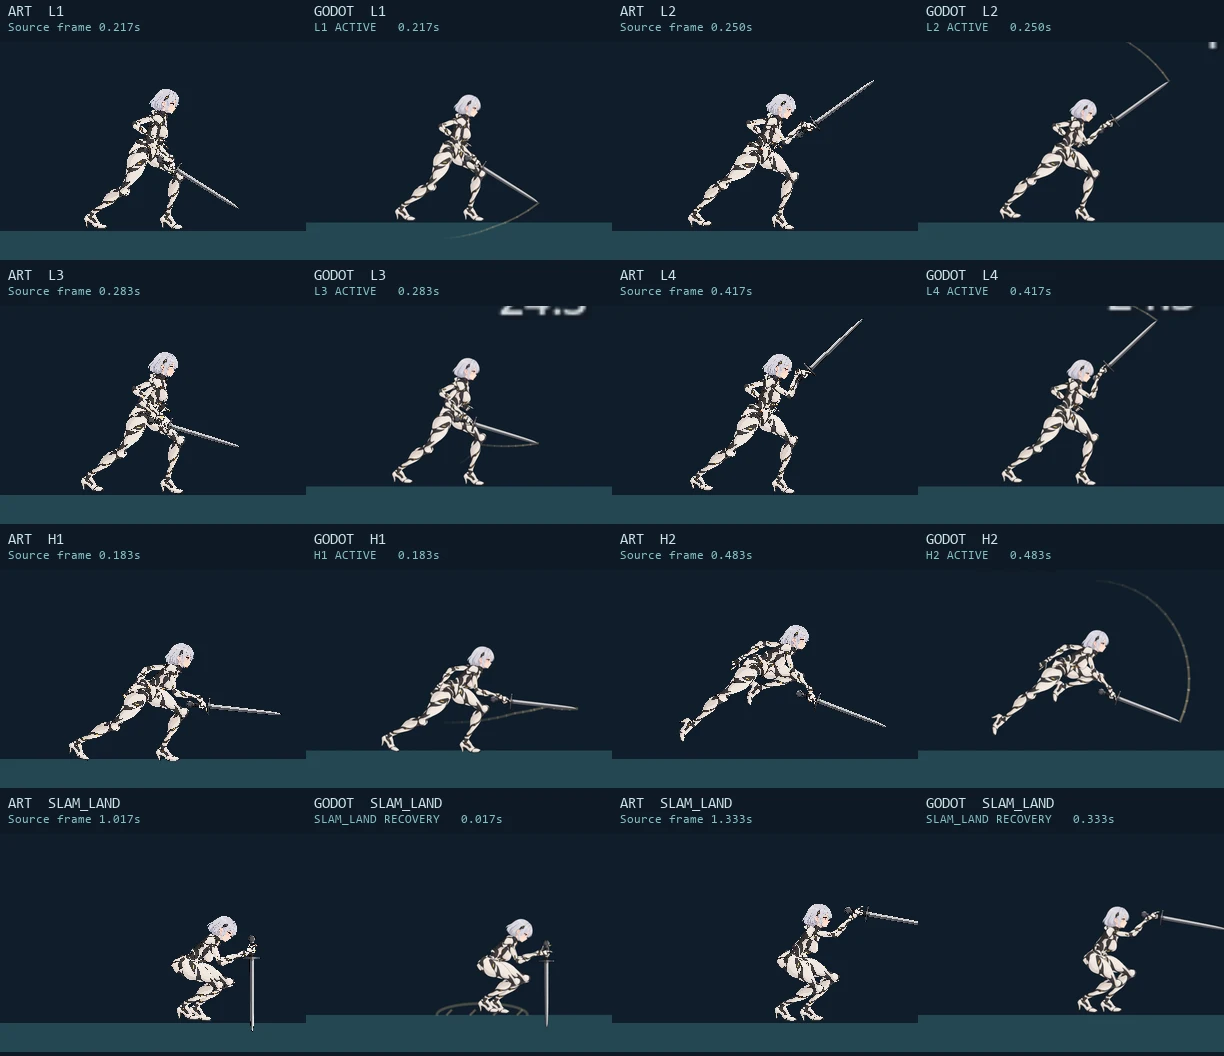 ART L1
Source frame 0.217s
GODOT L1
L1 ACTIVE 0.217s
ART L2
Source frame 0.250s
GODOT L2
L2 ACTIVE 0.250s
ART L3
Source frame 0.283s
GODOT L3
L3 ACTIVE 0.283s
ART L4
Source frame 0.417s
GODOT L4
L4 ACTIVE 0.417s
ART H1
Source frame 0.183s
GODOT H1
H1 ACTIVE 0.183s
ART H2
Source frame 0.483s
GODOT H2
H2 ACTIVE 0.483s
ART SLAM_LAND
Source frame 1.017s
GODOT SLAM_LAND
SLAM_LAND RECOVERY 0.017s
ART SLAM_LAND
Source frame 1.333s
GODOT SLAM_LAND
SLAM_LAND RECOVERY 0.333s